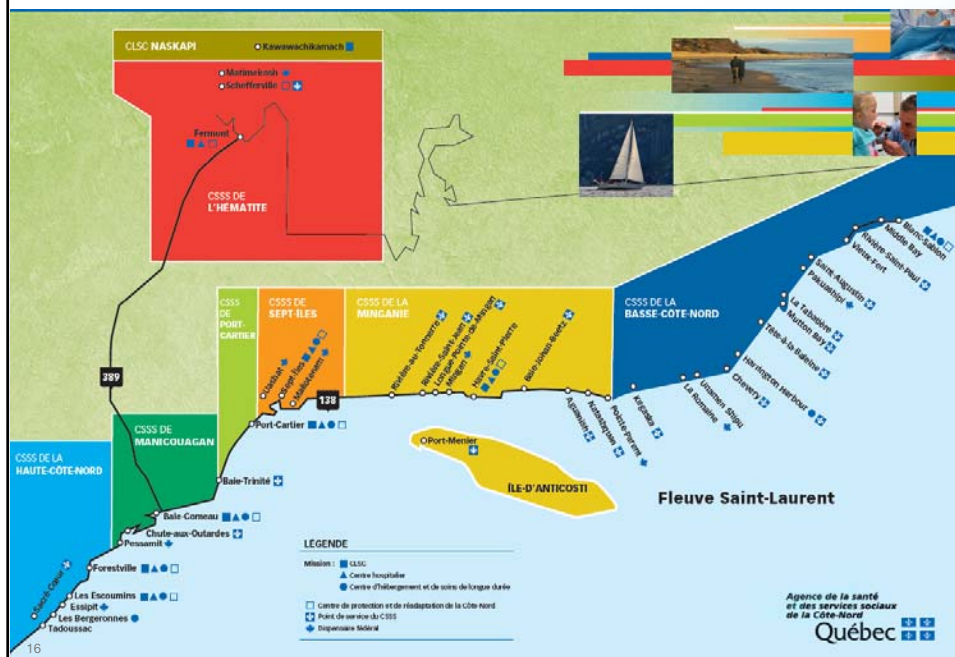 CLSC NASKAPI
Kawawachikamach
Matimekosh
Schefferville
Fermont
CSSS DE
L'HÉMATITE
CSSS
DE
PORT-
CARTIER
CSSS DE
SEPT-ÎLES
CSSS DE LA
MINGANIE
CSSS DE LA
BASSE-CÔTE-NORD
389
138
Uashat
Sept-Îles
Maliotenam
Rivière-au-Tonnerre
Rivière-Saint-Jean
Longue-Pointe-de-Mingan
Mingan
Havre-Saint-Pierre
Baie-Johan-Beetz
Aguanish
Natashquan
Pointe-Parent
Kegaska
La Romaine
Unamen Shipu
Chevery
Harrington Harbour
Tête-à-la-Baleine
Mutton Bay
La Tabatière
Pakuashipi
Saint-Augustin
Vieux-Fort
Rivière-Saint-Paul
Middle Bay
Blanc-Sablon
CSSS DE
MANICOUAGAN
CSSS DE LA
HAUTE-CÔTE-NORD
Port-Cartier
Baie-Trinité
Baie-Comeau
Chute-aux-Outardes
Pessamit
Forestville
Sacré Coeur
Les Escoumins
Essipit
Les Bergeronnes
Tadoussac
Port-Menier
ÎLE-D'ANTICOSTI
Fleuve Saint-Laurent
LÉGENDE
Mission : CLSC
Centre hospitalier
Centre d'hébergement et de soins de longue durée
Centre de protection et de réadaptation de la Côte-Nord
Point de service du CSSS
Dispensaire fédéral
Agence de la santé
et des services sociaux
de la Côte-Nord
Québec
16